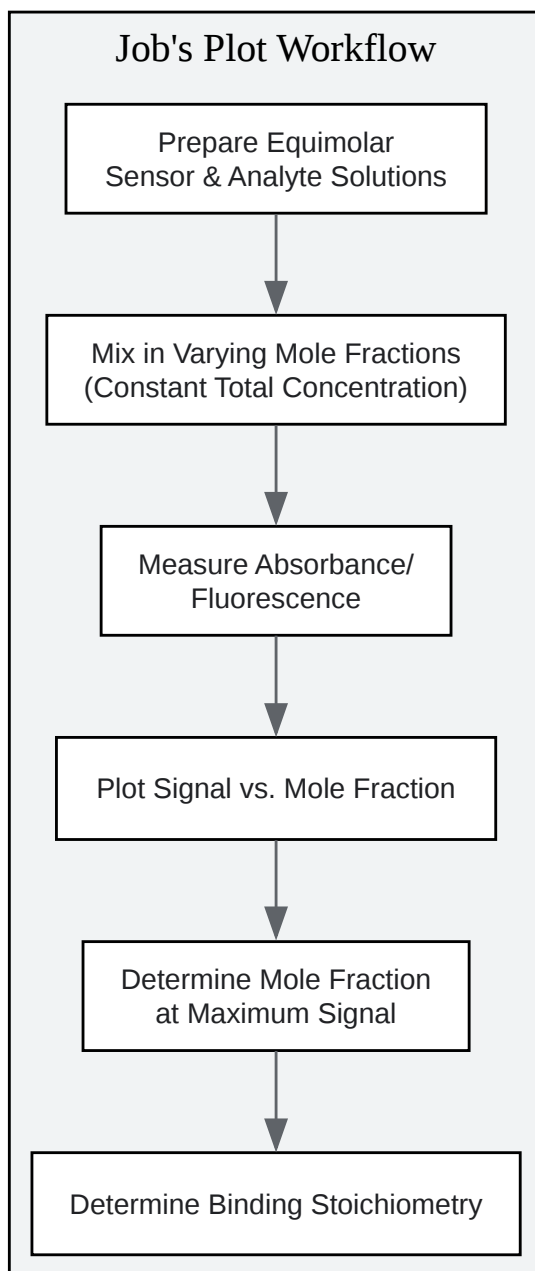 Job's Plot Workflow
Prepare Equimolar
Sensor & Analyte Solutions
Mix in Varying Mole Fractions
(Constant Total Concentration)
Measure Absorbance/
Fluorescence
Plot Signal vs. Mole Fraction
Determine Mole Fraction
at Maximum Signal
Determine Binding Stoichiometry